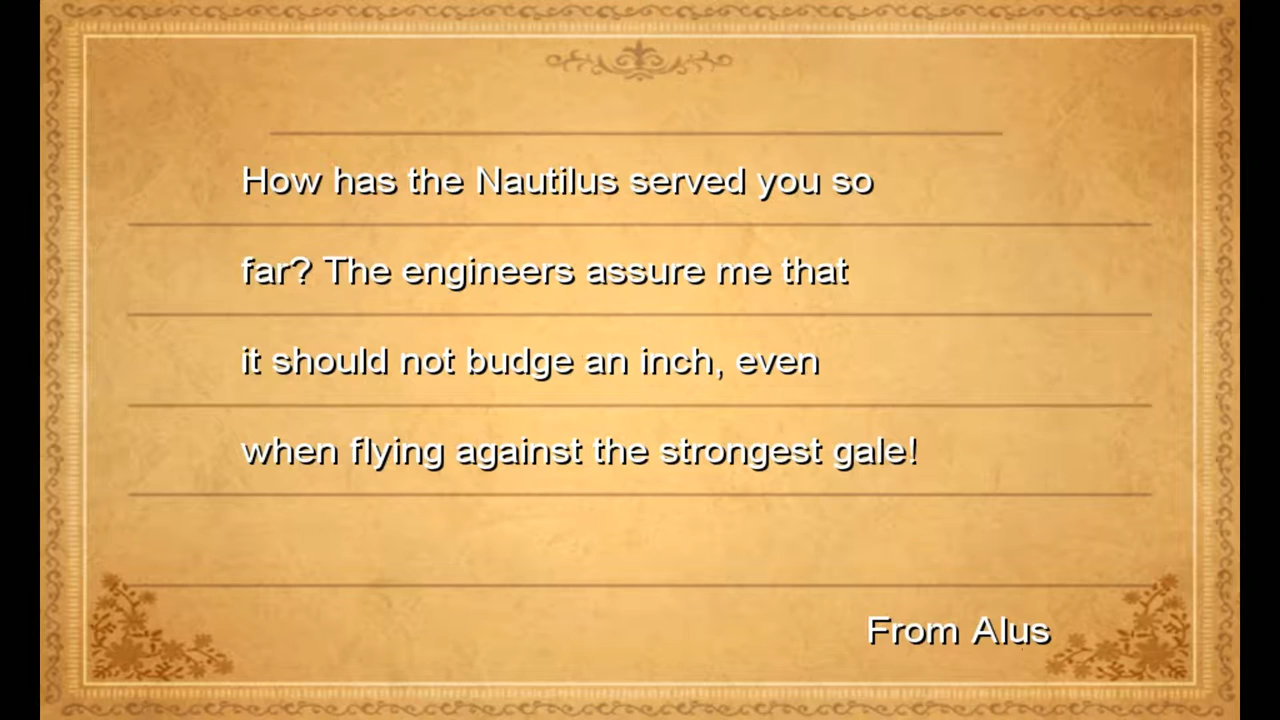 How has the Nautilus served you so
far? The engineers assure me that
it should not budge an inch, even
when flying against the strongest gale!
From Alus